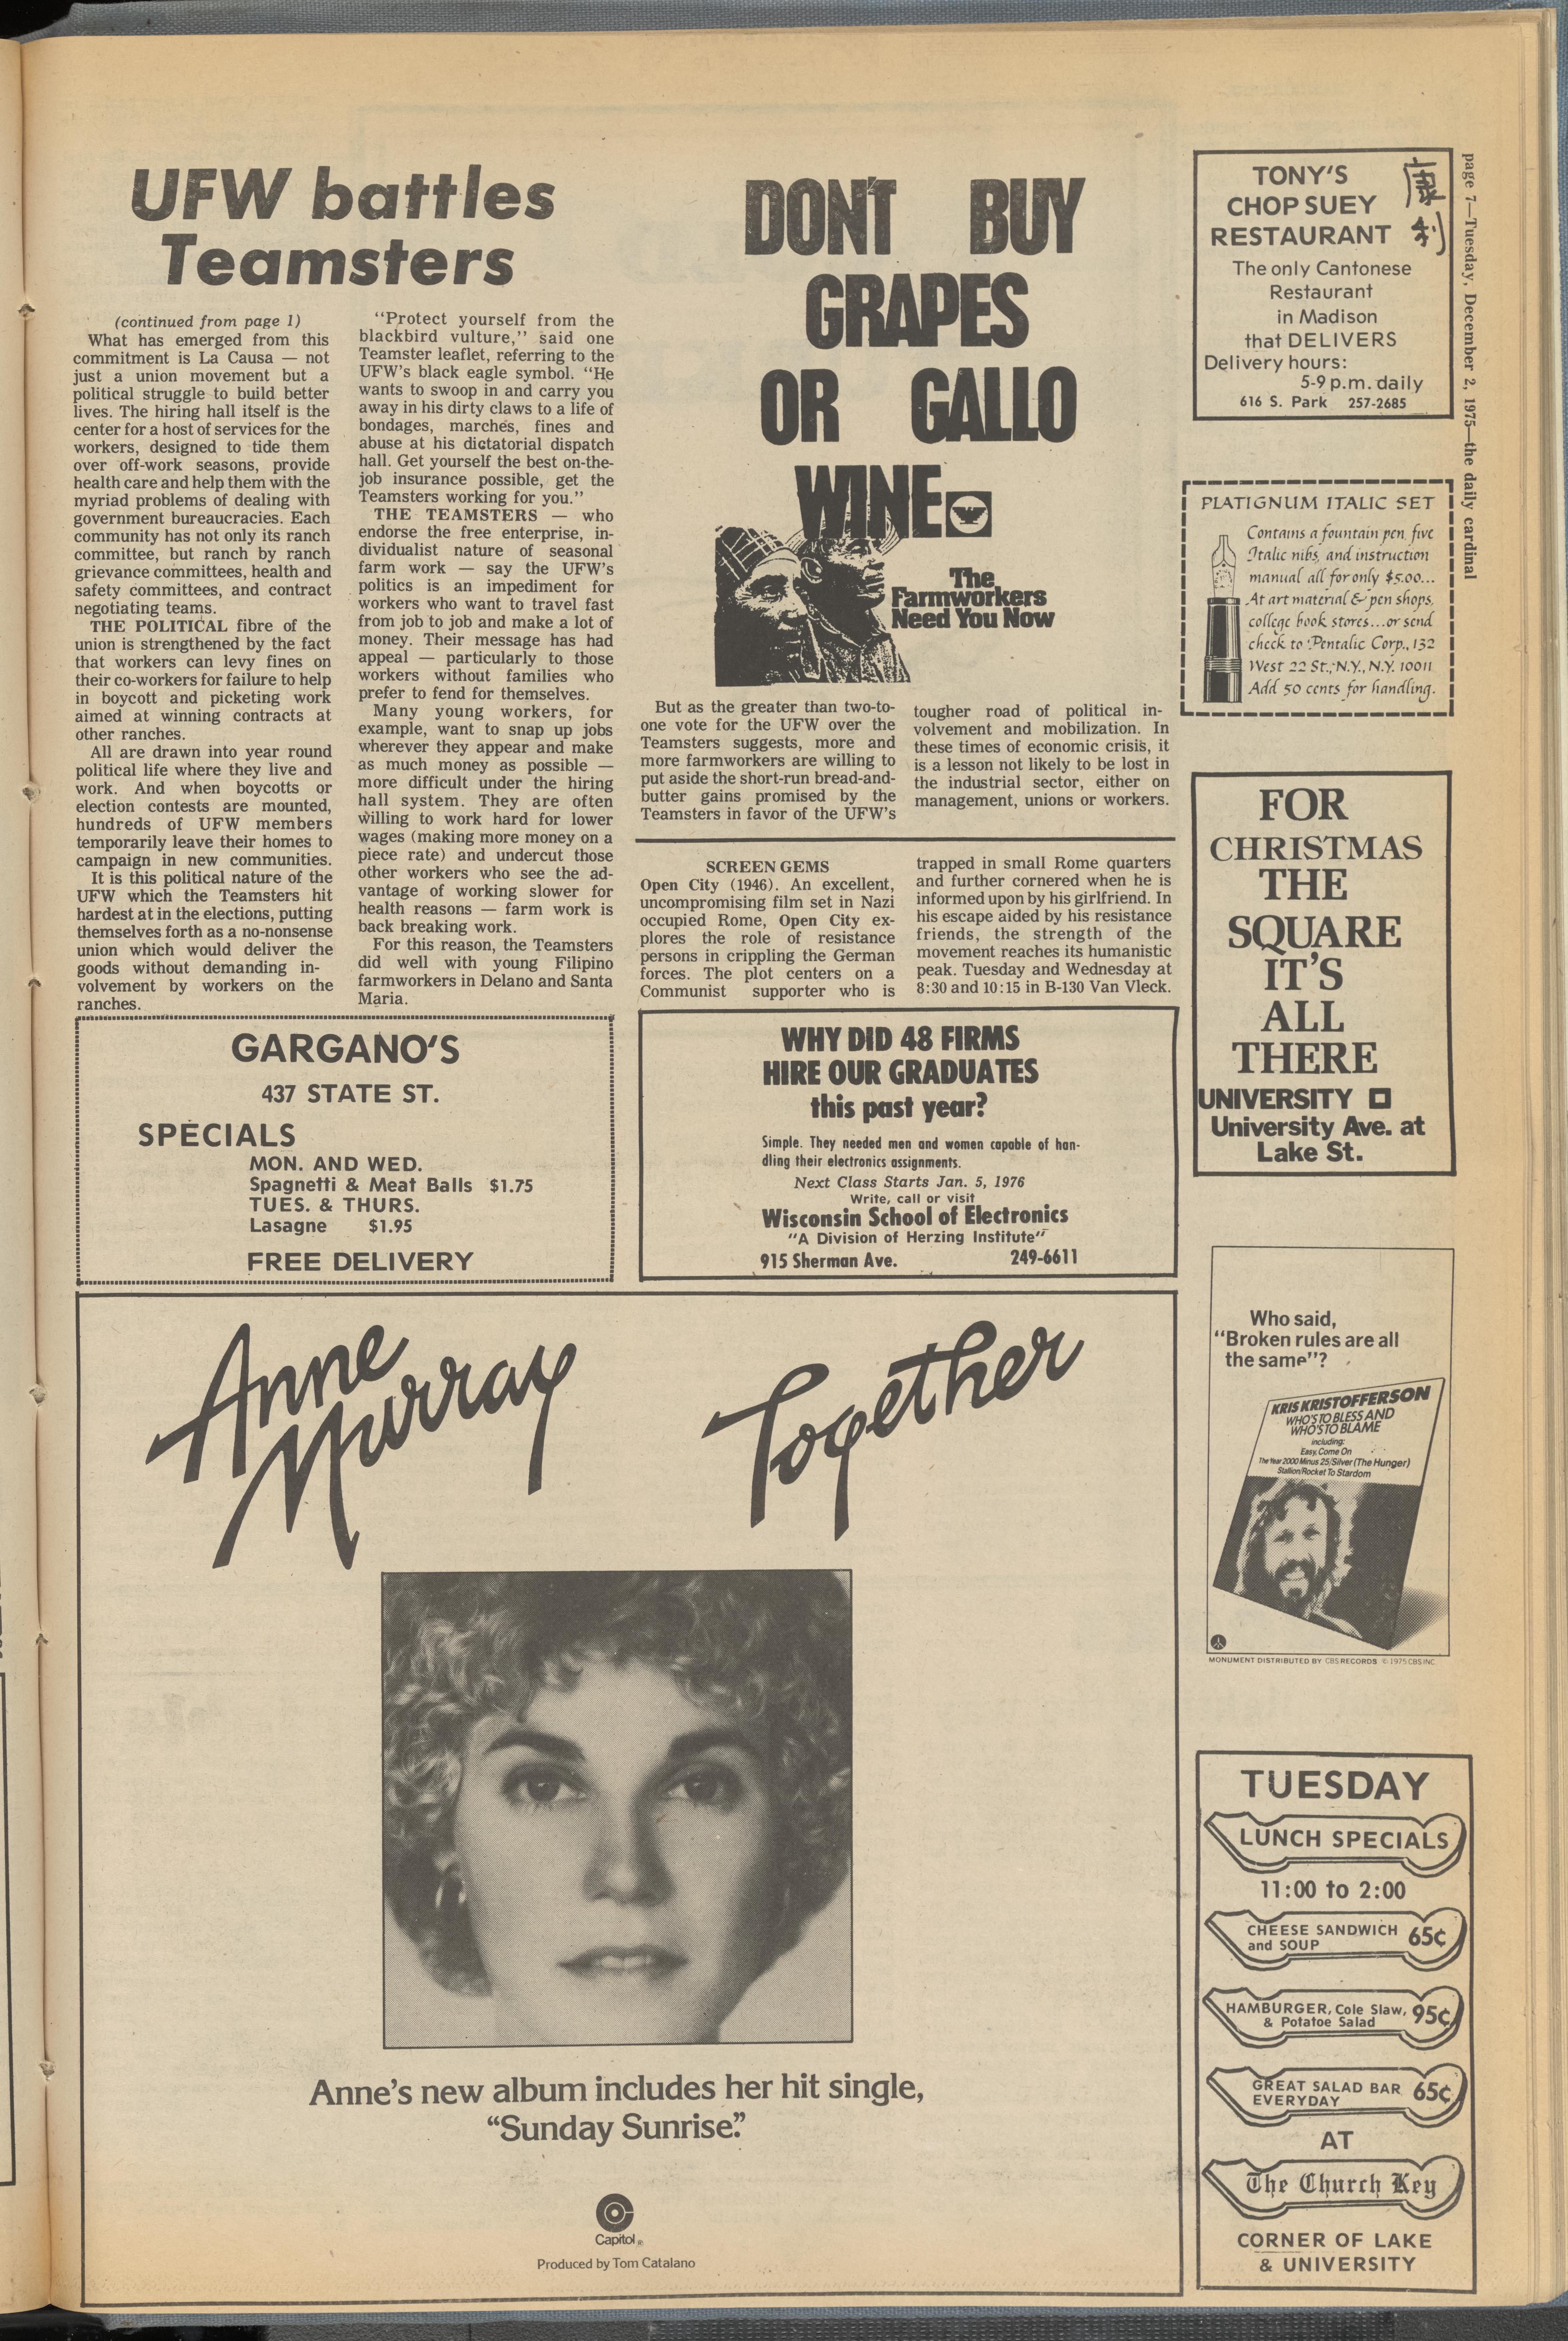 UFW battles
Teamsters
(continued from page 1)
What has emerged from this
commitment is La Causa — not
just a union movement but a
political struggle to build better
lives. The hiring hall itself is the
center for a host of services for the
workers, designed to tide them
over off-work seasons, provide
health care and help them with the
myriad problems of dealing with
government bureaucracies. Each
community has not only its ranch
committee, but ranch by ranch
grievance committees, health and
safety committees, and contract
negotiating teams.
THE POLITICAL fibre of the
union is strengthened by the fact
that workers can levy fines on
their co-workers for failure to help
in boycott and picketing work
aimed at winning contracts at
other ranches.
All are drawn into year round
political life where they live and
work. And when boycotts or
election contests are mounted,
hundreds of UFW members
temporarily leave their homes to
campaign in new communities.
It is this political nature of the
UFW which the Teamsters hit
hardest at in the elections, putting
themselves forth as a no-nonsense
union which would deliver the
goods without demanding in-
volvement by workers on the
ranches.
"Protect yourself from the
blackbird vulture," said one
Teamster leaflet, referring to the
UFW's black eagle symbol. "He
wants to swoop in and carry you
away in his dirty claws to a life of
bondages, marches, fines and
abuse at his dictatorial dispatch
hall. Get yourself the best on-the-
job insurance possible, get the
Teamsters working for you."
THE TEAMSTERS — who
endorse the free enterprise, in-
dividualist nature of seasonal
farm work — say the UFW's
politics is an impediment for
workers who want to travel fast
from job to job and make a lot of
money. Their message has had
appeal — particularly to those
workers without families who
prefer to fend for themselves.
Many young workers, for
example, want to snap up jobs
wherever they appear and make
as much money as possible —
more difficult under the hiring
hall system. They are often
willing to work hard for lower
wages (making more money on a
piece rate) and undercut those
other workers who see the ad-
vantage of working slower for
health reasons — farm work is
back breaking work.
For this reason, the Teamsters
did well with young Filipino
farmworkers in Delano and Santa
Maria.
DON'T BUY
GRAPES
OR GALLO
WINE
The
Farmworkers
Need You Now
But as the greater than two-to-
one vote for the UFW over the
Teamsters suggests, more and
more farmworkers are willing to
put aside the short-run bread-and-
butter gains promised by the
Teamsters in favor of the UFW's
tougher road of political in-
volvement and mobilization. In
these times of economic crisis, it
is a lesson not likely to be lost in
the industrial sector, either on
management, unions or workers.
SCREEN GEMS
Open City (1946). An excellent,
uncompromising film set in Nazi
occupied Rome, Open City ex-
plores the role of resistance
persons in crippling the German
forces. The plot centers on a
Communist supporter who is
trapped in small Rome quarters
and further cornered when he is
informed upon by his girlfriend. In
his escape aided by his resistance
friends, the strength of the
movement reaches its humanistic
peak. Tuesday and Wednesday at
8:30 and 10:15 in B-130 Van Vleck.
GARGANO'S
437 STATE ST.
SPECIALS
MON. AND WED.
Spagnetti & Meat Balls $1.75
TUES. & THURS.
Lasagne $1.95
FREE DELIVERY
WHY DID 48 FIRMS
HIRE OUR GRADUATES
this past year?
Simple. They needed men and women capable of han-
dling their electronics assignments.
Next Class Starts Jan. 5, 1976
Write, call or visit
Wisconsin School of Electronics
"A Division of Herzing Institute"
915 Sherman Ave. 249-6611
Anne
Murray
Together
Anne's new album includes her hit single,
"Sunday Sunrise."
Capitol®
Produced by Tom Catalano
page 7—Tuesday, December 2, 1975—the daily cardinal
TONY'S
CHOP SUEY
RESTAURANT
康利
The only Cantonese
Restaurant
in Madison
that DELIVERS
Delivery hours:
5-9 p.m. daily
616 S. Park 257-2685
PLATIGNUM ITALIC SET
Contains a fountain pen, five
Italic nibs, and instruction
manual all for only $5.00...
At art material & pen shops,
college book stores...or send
check to Pentalic Corp., 132
West 22 St., N.Y., N.Y. 10011
Add 50 cents for handling.
FOR
CHRISTMAS
THE
SQUARE
IT'S
ALL
THERE
UNIVERSITY
University Ave. at
Lake St.
Who said,
"Broken rules are all
the same"?
KRIS KRISTOFFERSON
WHO'S TO BLESS AND
WHO'S TO BLAME
including:
Easy, Come On
The Year 2000 Minus 25/Silver (The Hunger)
Stallion/Rocket To Stardom
MONUMENT DISTRIBUTED BY CBS RECORDS © 1975 CBS INC.
TUESDAY
LUNCH SPECIALS
11:00 to 2:00
CHEESE SANDWICH
and SOUP 65¢
HAMBURGER, Cole Slaw,
& Potatoe Salad 95¢
GREAT SALAD BAR
EVERYDAY 65¢
AT
The Church Key
CORNER OF LAKE
& UNIVERSITY